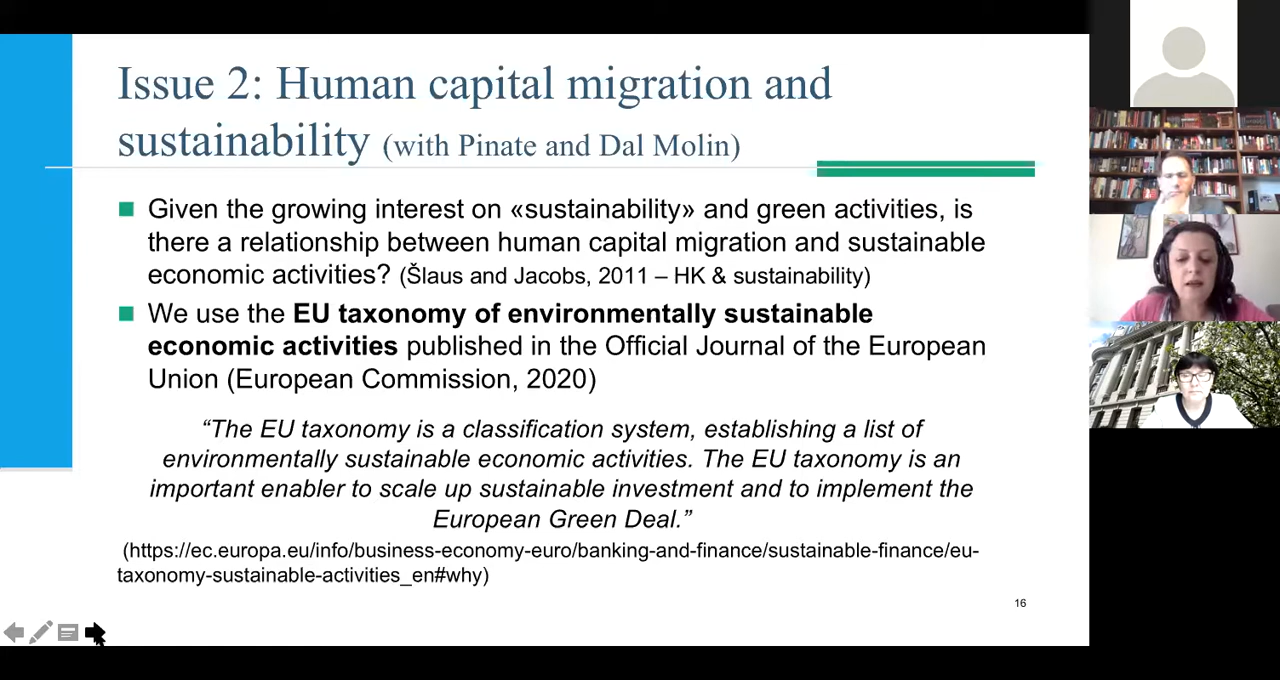 Issue 2: Human capital migration and
sustainability (with Pinate and Dal Molin)
Given the growing interest on «sustainability» and green activities, is
there a relationship between human capital migration and sustainable
economic activities? (Šlaus and Jacobs, 2011 – HK & sustainability)
We use the EU taxonomy of environmentally sustainable
economic activities published in the Official Journal of the European
Union (European Commission, 2020)
“The EU taxonomy is a classification system, establishing a list of
environmentally sustainable economic activities. The EU taxonomy is an
important enabler to scale up sustainable investment and to implement the
European Green Deal.”
(https://ec.europa.eu/info/business-economy-euro/banking-and-finance/sustainable-finance/eu-
taxonomy-sustainable-activities_en#why)
16